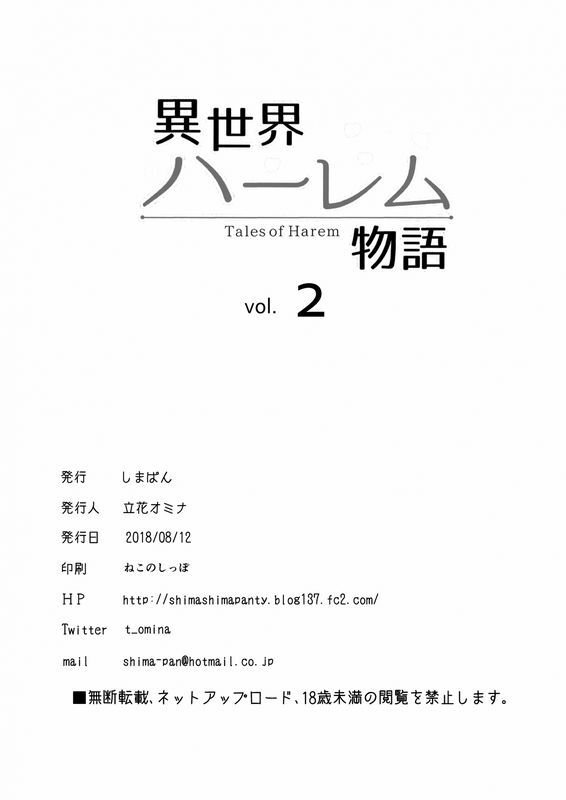 異世界
ハーレム
Tales of Harem
物語
vol. 2
発行 しまぱん
発行人 立花オミナ
発行日 2018/08/12
印刷 ねこのしっぽ
HP http://shimashimapanty.blog137.fc2.com/
Twitter t_omina
mail shima-pan@hotmail.co.jp
■無断転載、ネットアップロード、18歳未満の閲覧を禁止します。